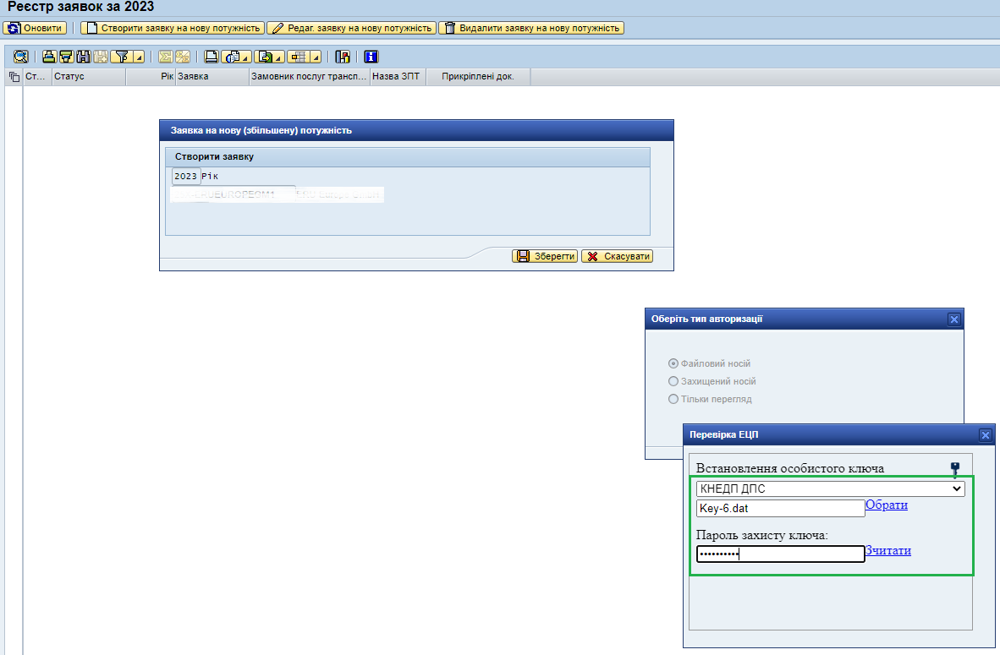 Реєстр заявок за 2023
Оновити Створити заявку на нову потужність Редаг. заявку на нову потужність Видалити заявку на нову потужність
Ст... Статус Рік Заявка Замовник послуг трансп... Назва ЗПТ Прикріплені док.
Заявка на нову (збільшену) потужність
Створити заявку
2023 Рік
Зберегти Скасувати
Оберіть тип авторизації
Файловий носій
Захищений носій
Тільки перегляд
Перевірка ЕЦП
Встановлення особистого ключа
КНЕДП ДПС
Key-6.dat Обрати
Пароль захисту ключа:
•••••••••• Зчитати